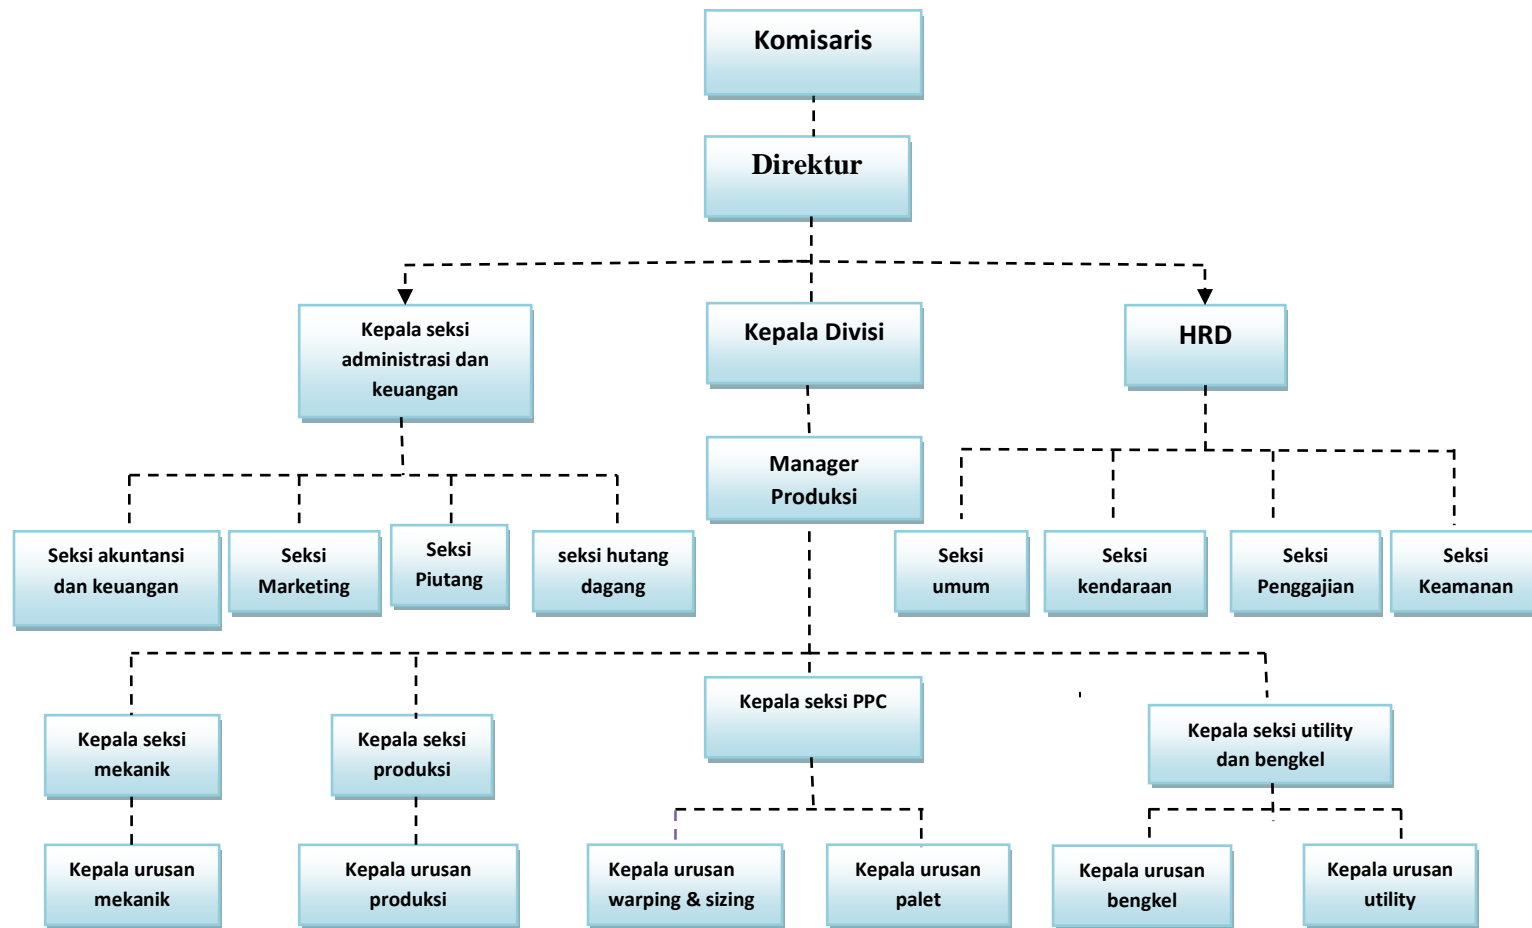 Komisaris
Direktur
Kepala seksi
administrasi dan
keuangan
Kepala Divisi
HRD
Manager
Produksi
Seksi akuntansi
dan keuangan
Seksi
Marketing
Seksi
Piutang
seksi hutang
dagang
Seksi
umum
Seksi
kendaraan
Seksi
Penggajian
Seksi
Keamanan
Kepala seksi
mekanik
Kepala seksi
produksi
Kepala seksi PPC
Kepala seksi utility
dan bengkel
Kepala urusan
mekanik
Kepala urusan
produksi
Kepala urusan
warping & sizing
Kepala urusan
palet
Kepala urusan
bengkel
Kepala urusan
utility